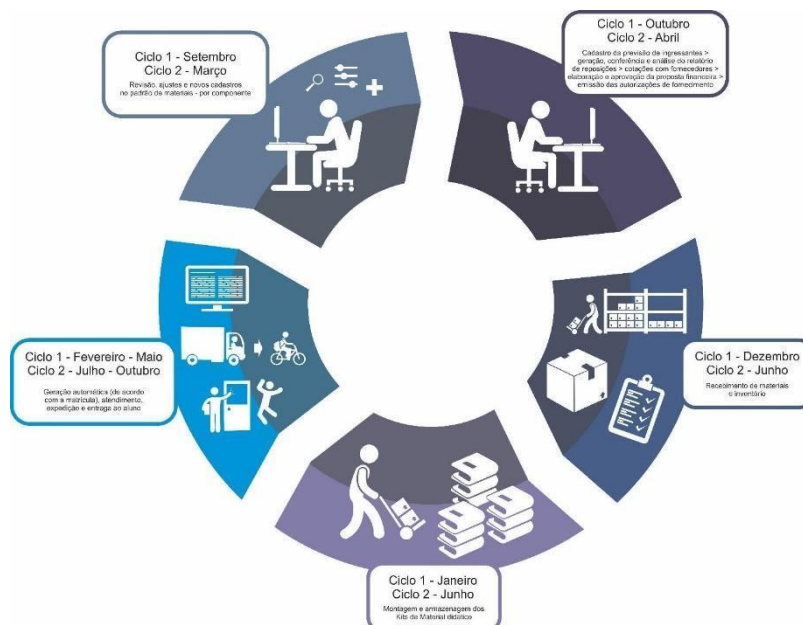 Ciclo 1 - Setembro
Ciclo 2 - Março
Revisão, ajustes e novos cadastros
no padrão de materiais - por componente
Ciclo 1 - Outubro
Ciclo 2 - Abril
Cadastro da previsão de ingressantes >
geração, conferência e análise do relatório
de reposições > cotações com fornecedores >
elaboração e aprovação da proposta financeira >
emissão das autorizações de fornecimento
Ciclo 1 - Dezembro
Ciclo 2 - Junho
Recebimento de materiais
e inventário
Ciclo 1 - Janeiro
Ciclo 2 - Junho
Montagem e armazenagem dos
Kits de Material didático
Ciclo 1 - Fevereiro - Maio
Ciclo 2 - Julho - Outubro
Geração automática (de acordo
com a matrícula), atendimento,
expedição e entrega ao aluno